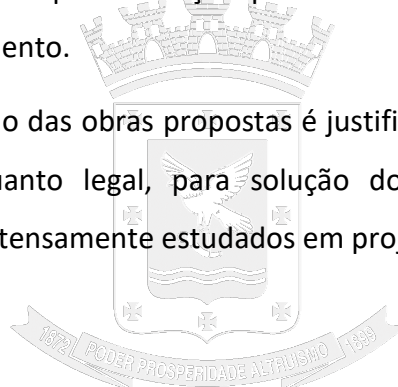 ento.
o das obras propostas é justifi
uanto legal, para solução do
tensamente estudados em proj
1872 PODER PROSPERIDADE ALTRUISMO 1899